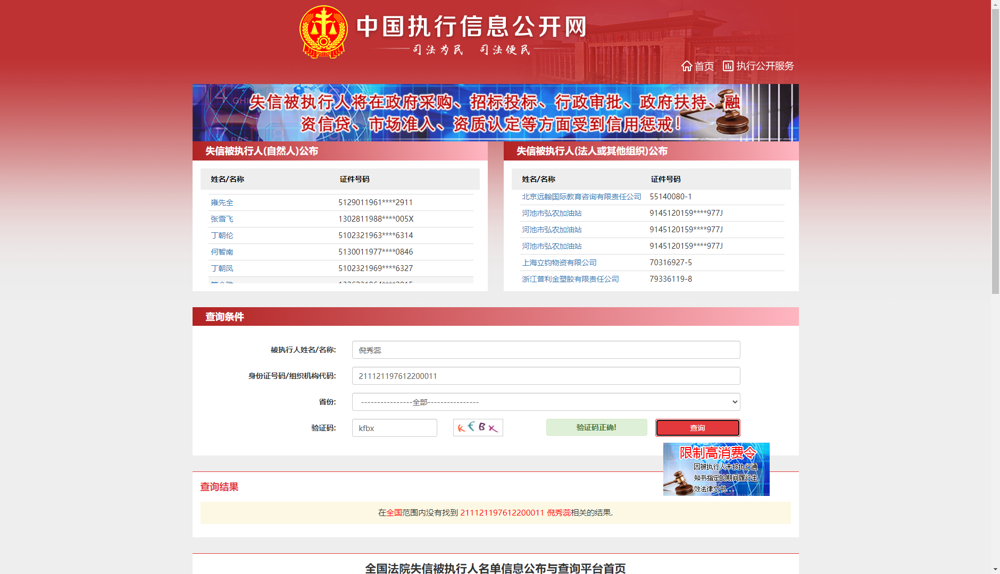 中国执行信息公开网
司法为民 司法便民
首页 执行公开服务
失信被执行人将在政府采购、招标投标、行政审批、政府扶持、融
资信贷、市场准入、资质认定等方面受到信用惩戒！
失信被执行人(自然人)公布
姓名/名称 证件号码
雍先全 5129011961****2911
张雪飞 1302811988****005X
丁朝伦 5102321963****6314
何智南 5130011977****0846
丁朝凤 5102321969****6327
失信被执行人(法人或其他组织)公布
姓名/名称 证件号码
北京远翰国际教育咨询有限责任公司 55140080-1
河池市弘农加油站 9145120159****977J
河池市弘农加油站 9145120159****977J
河池市弘农加油站 9145120159****977J
上海立钧物资有限公司 70316927-5
浙江普利金塑胶有限责任公司 79336119-8
查询条件
被执行人姓名/名称: 倪秀蕊
身份证号码/组织机构代码: 211121197612200011
省份: ----------------全部----------------
验证码: kfbx KfBx 验证码正确! 查询
限制高消费令
因被执行人未按执行通
知书指定的期间履行生
效法律文书...
查询结果
在全国范围内没有找到 211121197612200011 倪秀蕊相关的结果.
全国法院失信被执行人名单信息公布与查询平台首页